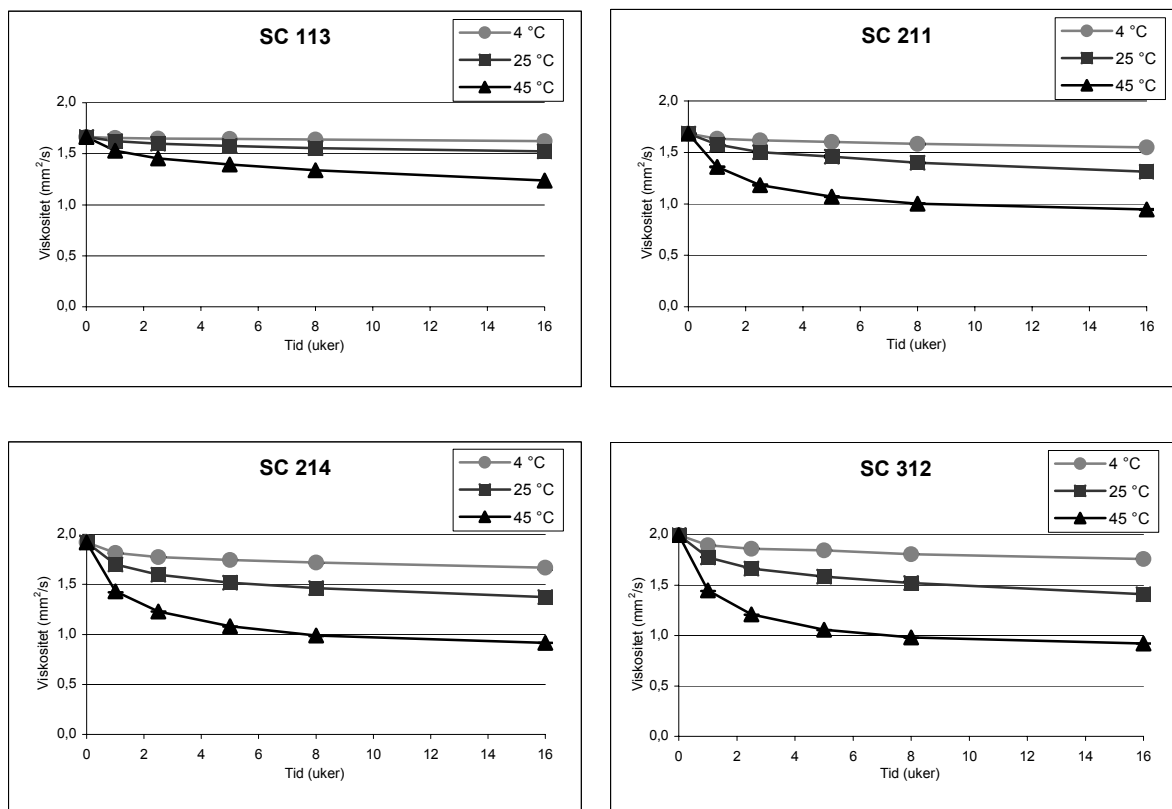 SC 113
4 °C
25 °C
45 °C
2,0
1,5
1,0
0,5
0,0
Viskositet (mm²/s)
0 2 4 6 8 10 12 14 16
Tid (uker)
SC 211
4 °C
25 °C
45 °C
2,0
1,5
1,0
0,5
0,0
Viskositet (mm²/s)
0 2 4 6 8 10 12 14 16
Tid (uker)
SC 214
4 °C
25 °C
45 °C
2,0
1,5
1,0
0,5
0,0
Viskositet (mm²/s)
0 2 4 6 8 10 12 14 16
Tid (uker)
SC 312
4 °C
25 °C
45 °C
2,0
1,5
1,0
0,5
0,0
Viskositet (mm²/s)
0 2 4 6 8 10 12 14 16
Tid (uker)